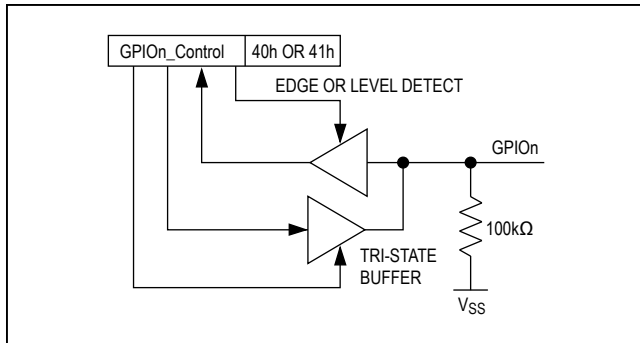 GPIOn_Control 40h OR 41h
EDGE OR LEVEL DETECT
GPIOn
100kΩ
TRI-STATE
BUFFER
VSS